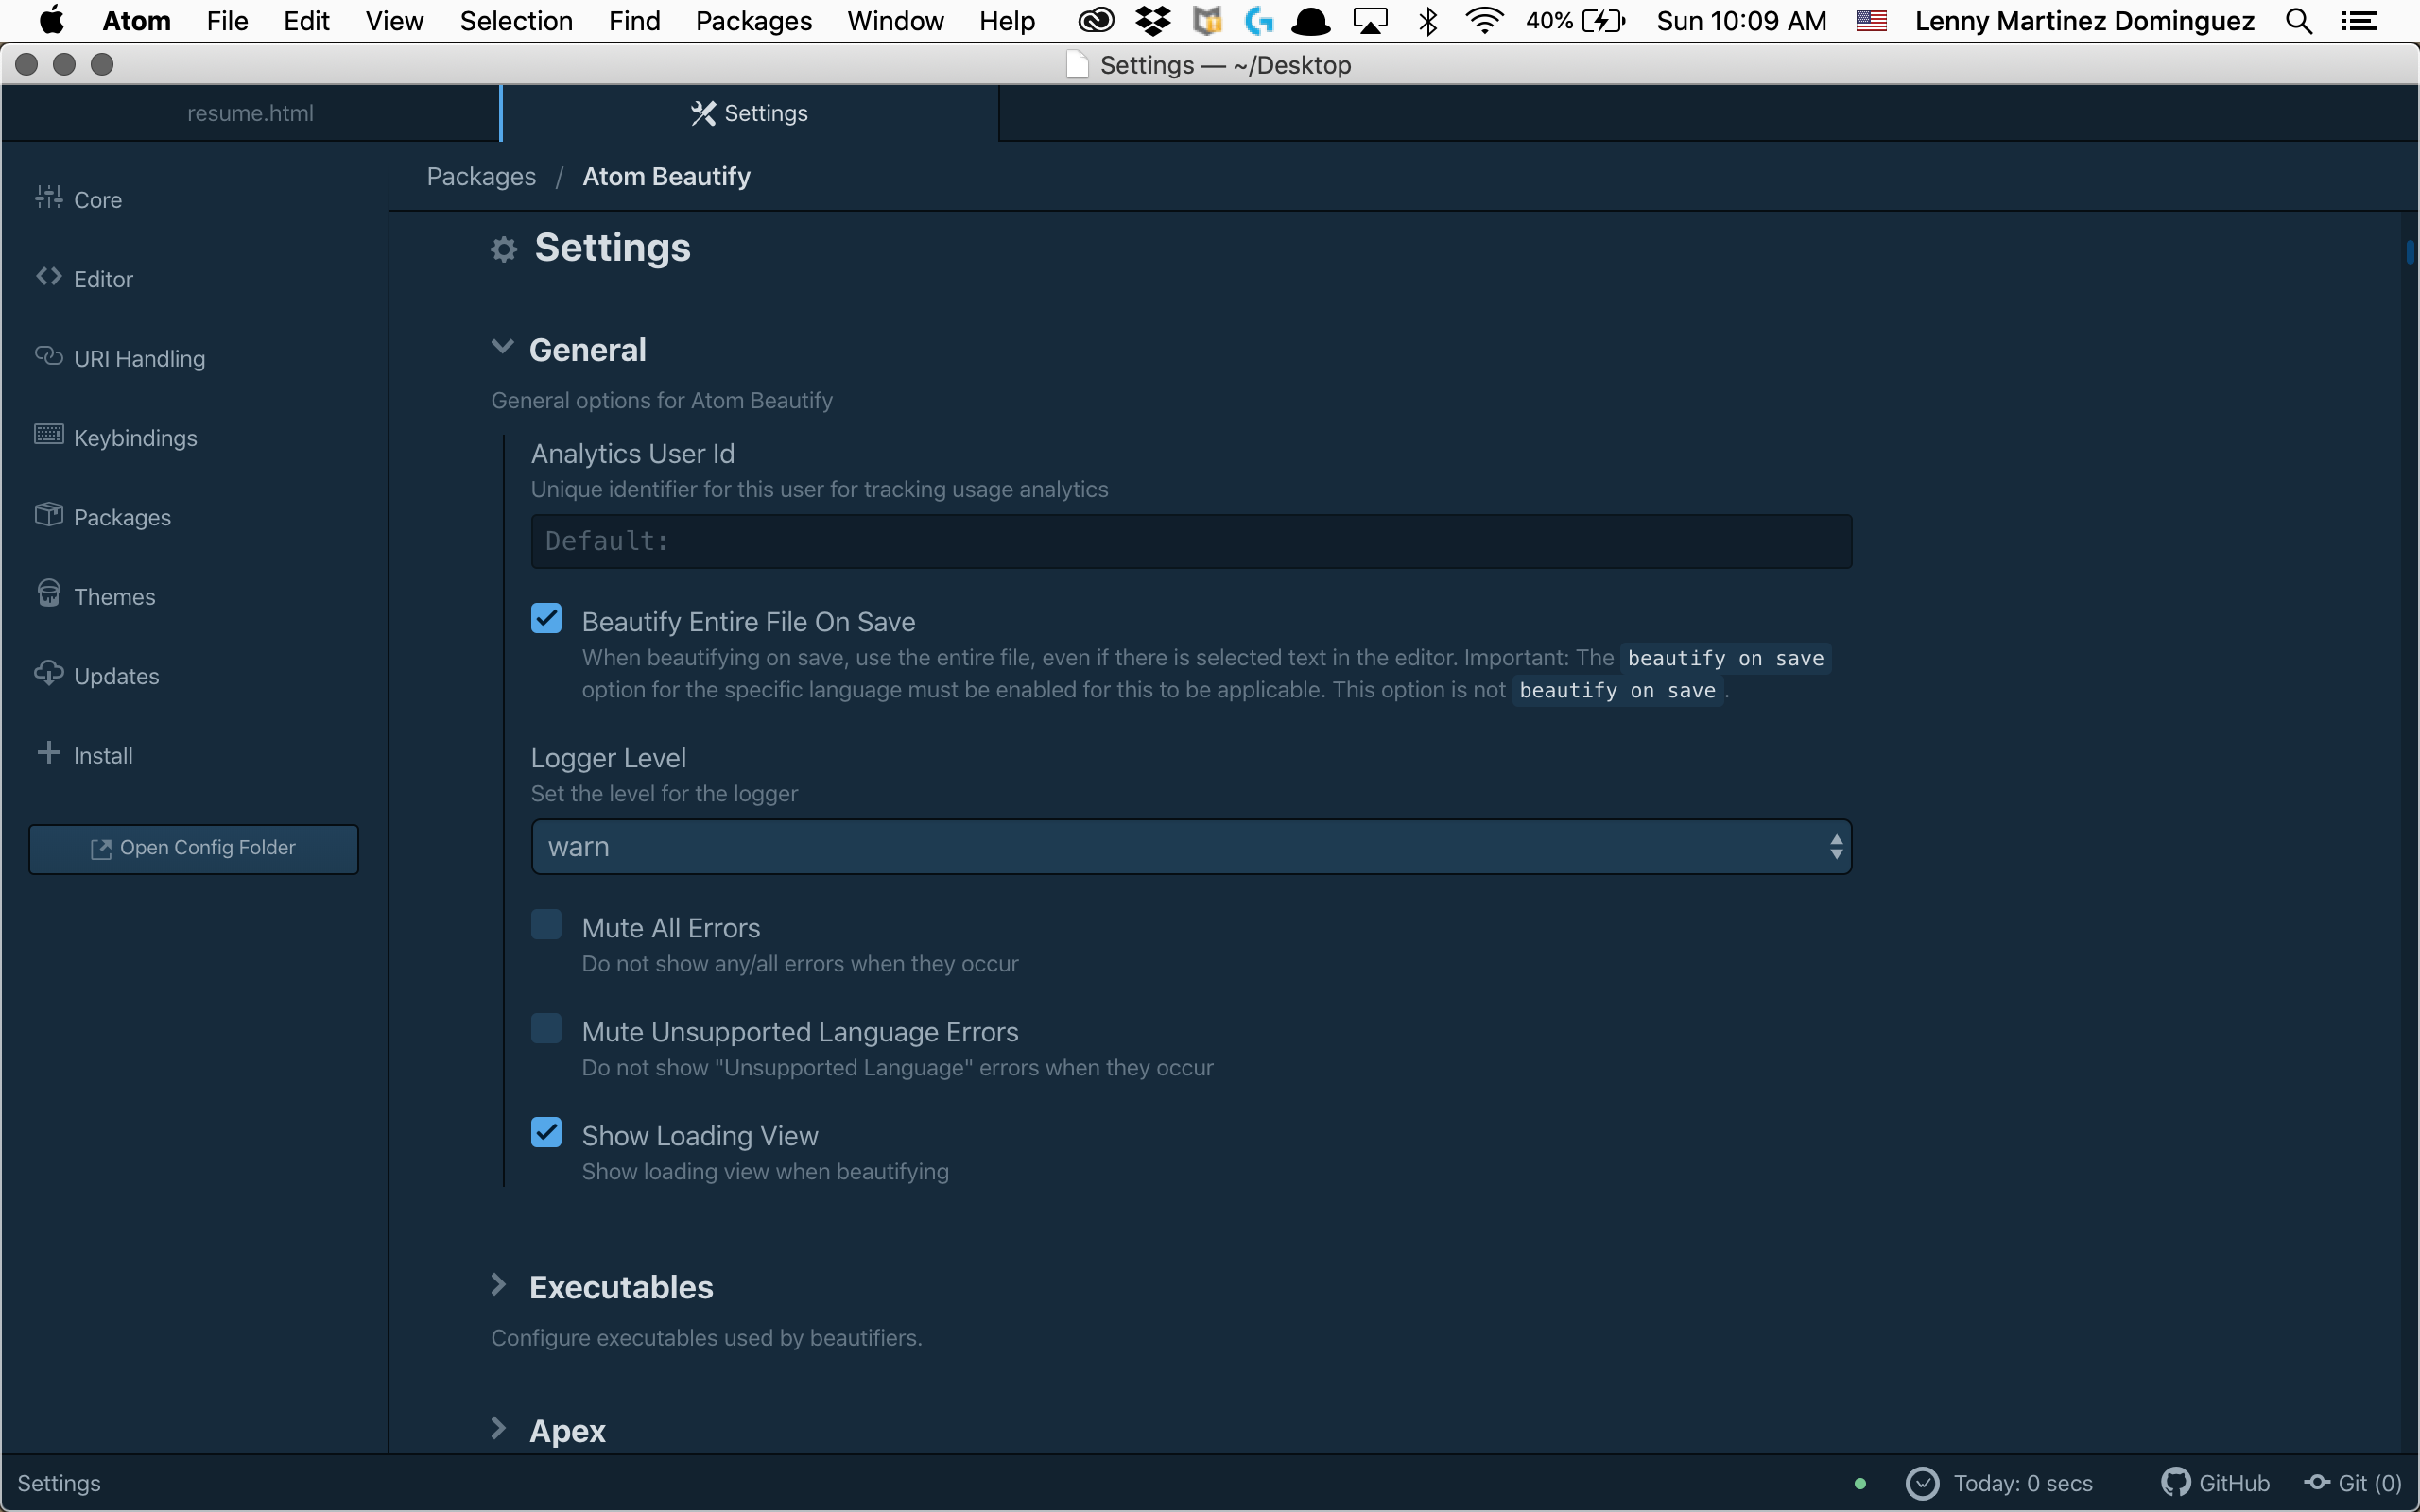 Atom File Edit View Selection Find Packages Window Help 40% Sun 10:09 AM Lenny Martinez Dominguez
Settings — ~/Desktop
resume.html Settings
Packages / Atom Beautify
Core
Editor
URI Handling
Keybindings
Packages
Themes
Updates
Install
Open Config Folder
Settings
General
General options for Atom Beautify
Analytics User Id
Unique identifier for this user for tracking usage analytics
Default:
Beautify Entire File On Save
When beautifying on save, use the entire file, even if there is selected text in the editor. Important: The beautify on save
option for the specific language must be enabled for this to be applicable. This option is not beautify on save.
Logger Level
Set the level for the logger
warn
Mute All Errors
Do not show any/all errors when they occur
Mute Unsupported Language Errors
Do not show "Unsupported Language" errors when they occur
Show Loading View
Show loading view when beautifying
Executables
Configure executables used by beautifiers.
Apex
Settings Today: 0 secs GitHub Git (0)